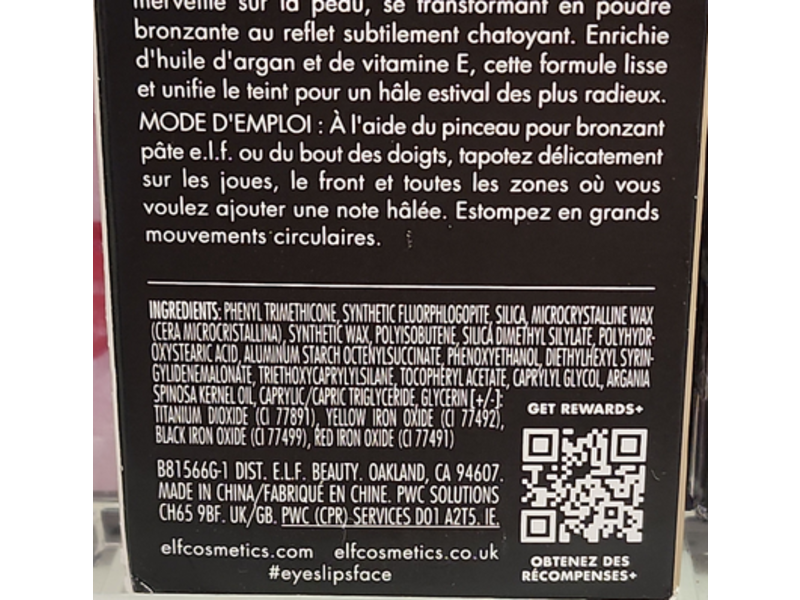 merveille sur la peau, se transformant en poudre
bronzante au reflet subtilement chatoyant. Enrichie
d'huile d'argan et de vitamine E, cette formule lisse
et unifie le teint pour un hâle estival des plus radieux.
MODE D'EMPLOI : À l'aide du pinceau pour bronzant
pâte e.l.f. ou du bout des doigts, tapotez délicatement
sur les joues, le front et toutes les zones où vous
voulez ajouter une note hâlée. Estompez en grands
mouvements circulaires.
INGREDIENTS: PHENYL TRIMETHICONE, SYNTHETIC FLUORPHLOGOPITE, SILICA, MICROCRYSTALLINE WAX
(CERA MICROCRISTALLINA), SYNTHETIC WAX, POLYISOBUTENE, SILICA DIMETHYL SILYLATE, POLYHYDR-
OXYSTEARIC ACID, ALUMINUM STARCH OCTENYLSUCCINATE, PHENOXYETHANOL, DIETHYLHEXYL SYRIN-
GYLIDENEMALONATE, TRIETHOXYCAPRYLYLSILANE, TOCOPHERYL ACETATE, CAPRYLYL GLYCOL, ARGANIA
SPINOSA KERNEL OIL, CAPRYLIC/CAPRIC TRIGLYCERIDE, GLYCERIN [+/-]:
TITANIUM DIOXIDE (CI 77891), YELLOW IRON OXIDE (CI 77492),
BLACK IRON OXIDE (CI 77499), RED IRON OXIDE (CI 77491)
B81566G-1 DIST. E.L.F. BEAUTY. OAKLAND, CA 94607.
MADE IN CHINA/FABRIQUÉ EN CHINE. PWC SOLUTIONS
CH65 9BF. UK/GB. PWC (CPR) SERVICES D01 A2T5. IE.
elfcosmetics.com elfcosmetics.co.uk
#eyeslipsface
GET REWARDS+
OBTENEZ DES
RÉCOMPENSES+